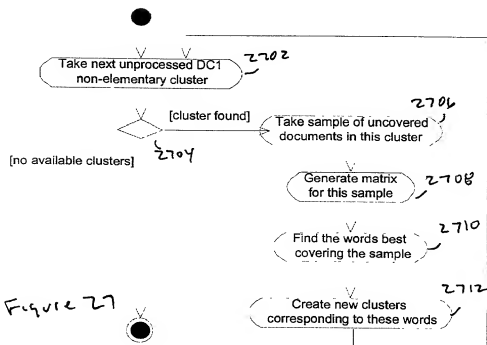 2702
Take next unprocessed DC1
non-elementary cluster
[cluster found]
2706
Take sample of uncovered
documents in this cluster
2704
[no available clusters]
Generate matrix
for this sample
2708
2710
Find the words best
covering the sample
Figure 27
2712
Create new clusters
corresponding to these words